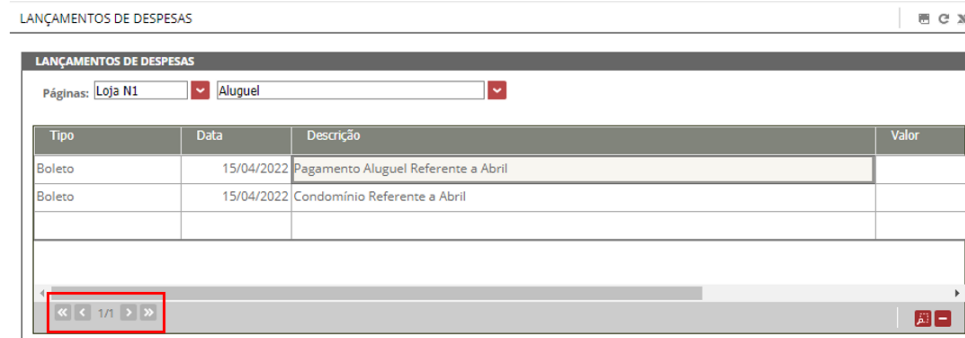 LANÇAMENTOS DE DESPESAS
LANÇAMENTOS DE DESPESAS
Páginas: Loja N1 Aluguel
Tipo Data Descrição Valor
Boleto 15/04/2022 Pagamento Aluguel Referente a Abril
Boleto 15/04/2022 Condomínio Referente a Abril
1/1